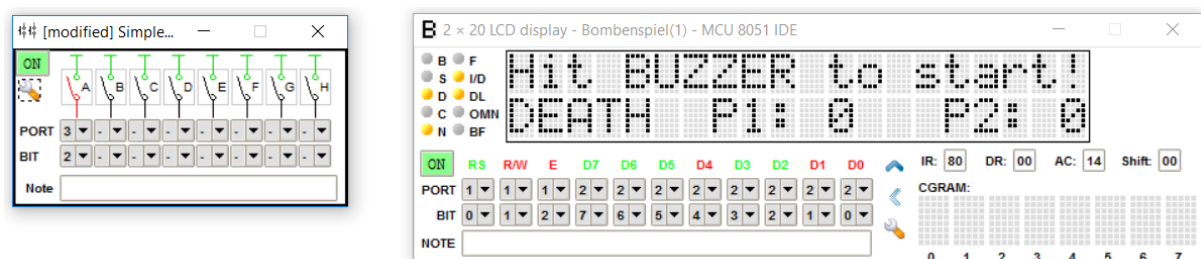 [modified] Simple...
ON
A B C D E F G H
PORT 3 - - - - - - -
BIT 2 - - - - - - -
Note
2 × 20 LCD display - Bombenspiel(1) - MCU 8051 IDE
B F
S I/D
D DL
C OMN
N BF
Hit BUZZER to start!
DEATH P1: 0 P2: 0
ON RS R/W E D7 D6 D5 D4 D3 D2 D1 D0
PORT 1 1 1 2 2 2 2 2 2 2 2
BIT 0 1 2 7 6 5 4 3 2 1 0
NOTE
IR: 80 DR: 00 AC: 14 Shift: 00
CGRAM:
0 1 2 3 4 5 6 7